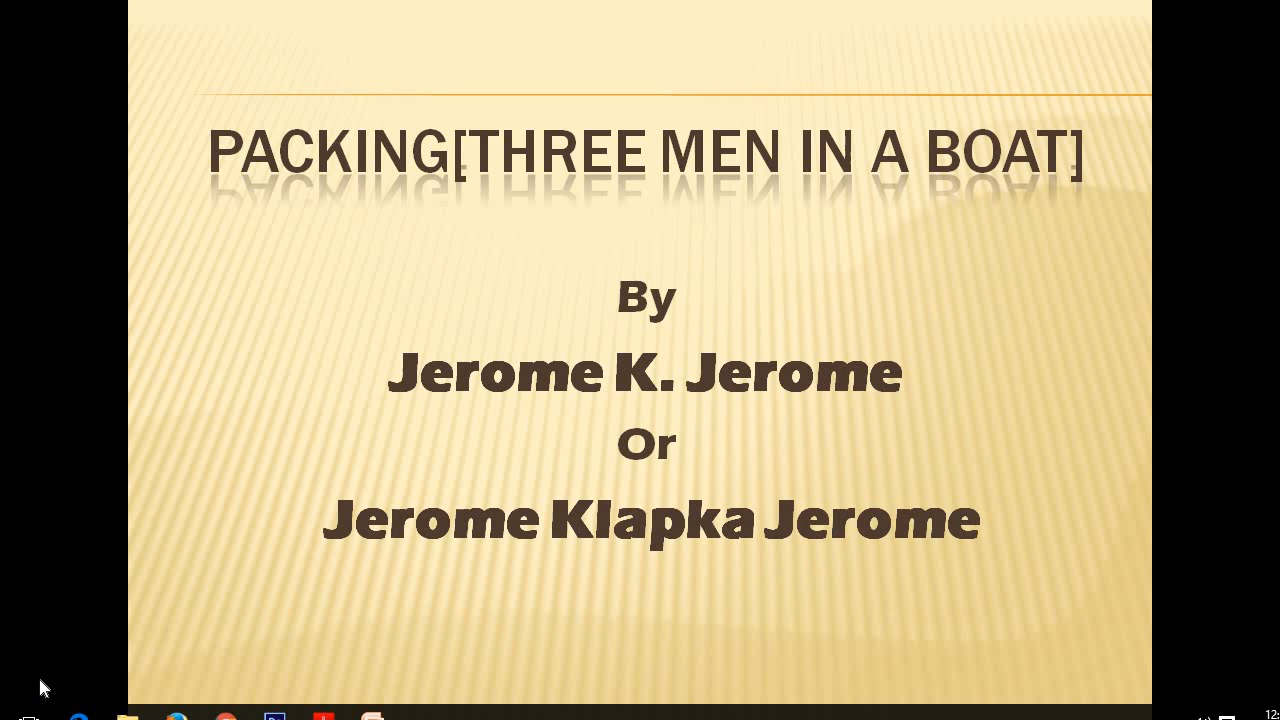 PACKING[THREE MEN IN A BOAT]
By
Jerome K. Jerome
Or
Jerome Klapka Jerome